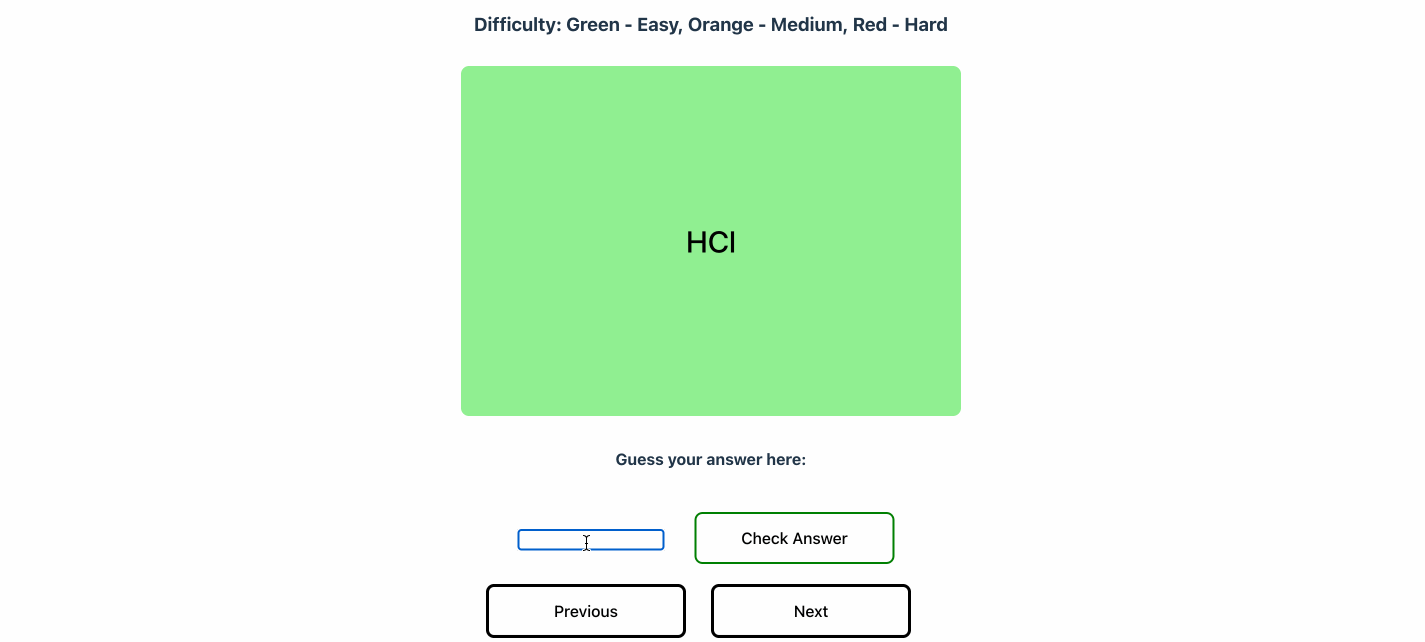 Difficulty: Green - Easy, Orange - Medium, Red - Hard
HCl
Guess your answer here:
Check Answer
Previous Next